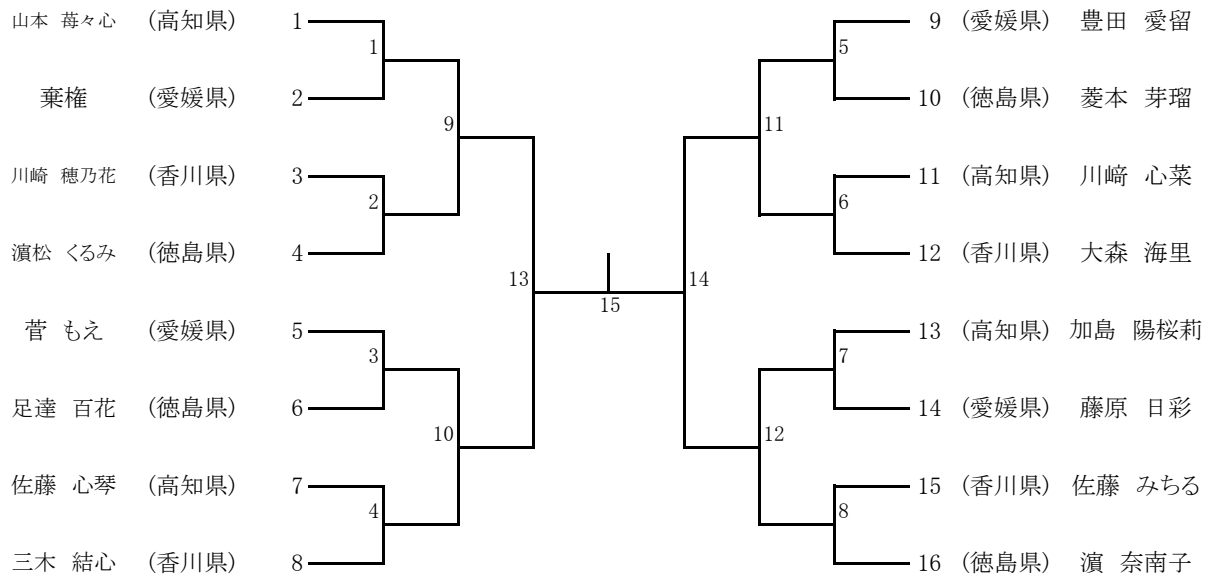 山本 苺々心 (高知県) 1
1
棄権 (愛媛県) 2
9
川崎 穂乃花 (香川県) 3
2
濵松 くるみ (徳島県) 4
13
菅 もえ (愛媛県) 5
3
足達 百花 (徳島県) 6
10
佐藤 心琴 (高知県) 7
4
三木 結心 (香川県) 8
15
9 (愛媛県) 豊田 愛留
5
10 (徳島県) 菱本 芽瑠
11
11 (高知県) 川﨑 心菜
6
12 (香川県) 大森 海里
14
13 (高知県) 加島 陽桜莉
7
14 (愛媛県) 藤原 日彩
12
15 (香川県) 佐藤 みちる
8
16 (徳島県) 濵 奈南子